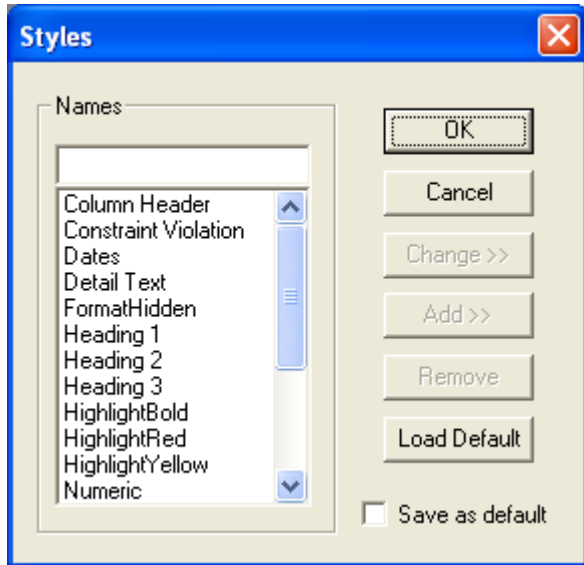 Styles
Names
Column Header
Constraint Violation
Dates
Detail Text
FormatHidden
Heading 1
Heading 2
Heading 3
HighlightBold
HighlightRed
HighlightYellow
Numeric
OK
Cancel
Change >>
Add >>
Remove
Load Default
Save as default